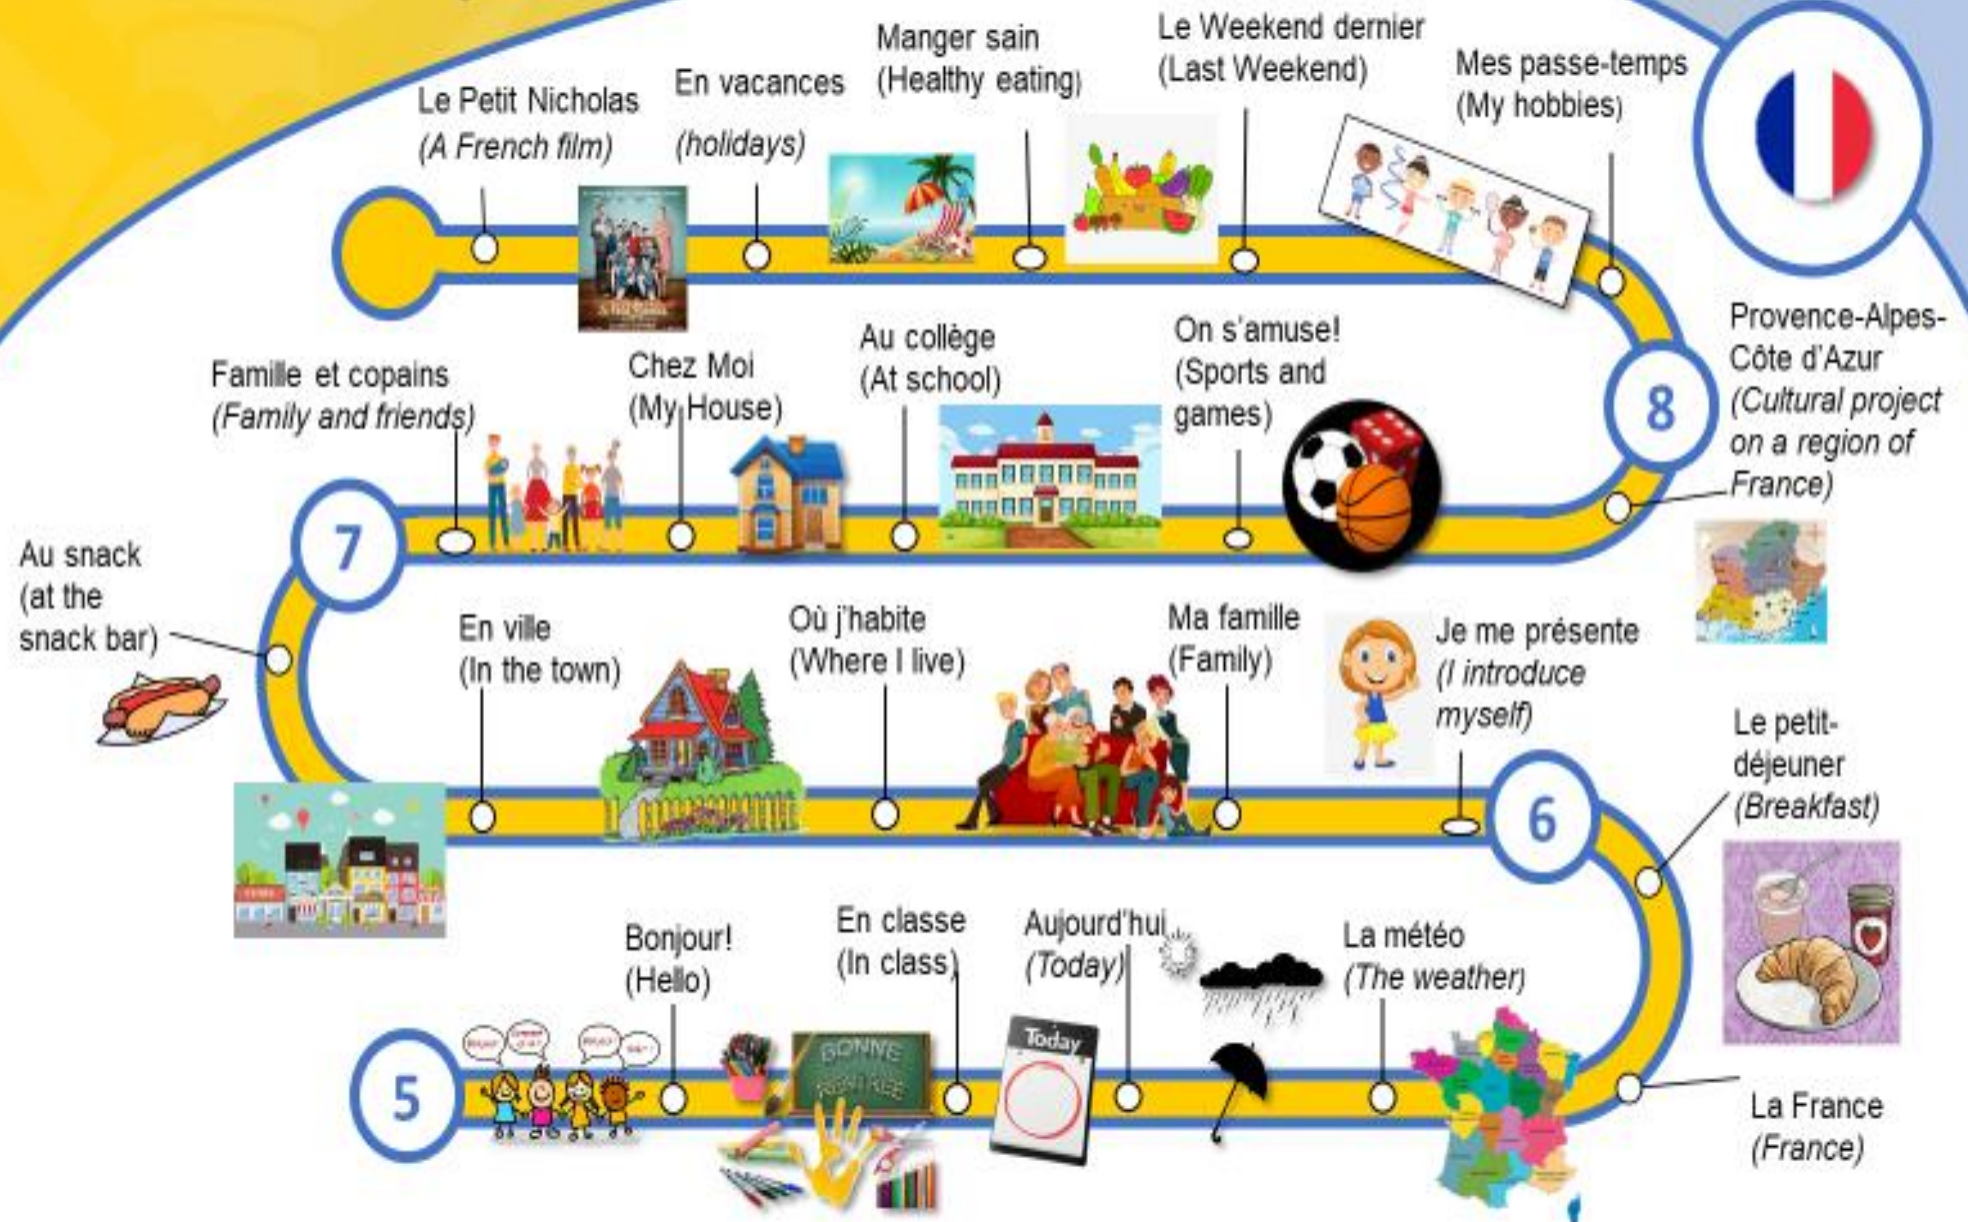 Le Petit Nicholas
(A French film)
En vacances
(holidays)
Manger sain
(Healthy eating)
Le Weekend dernier
(Last Weekend)
Mes passe-temps
(My hobbies)
Famille et copains
(Family and friends)
Chez Moi
(My House)
Au collège
(At school)
On s'amuse!
(Sports and
games)
8
Provence-Alpes-
Côte d'Azur
(Cultural project
on a region of
France)
7
Au snack
(at the
snack bar)
En ville
(In the town)
Où j'habite
(Where I live)
Ma famille
(Family)
Je me présente
(I introduce
myself)
6
Le petit-
déjeuner
(Breakfast)
5
Bonjour!
(Hello)
BONNE
RENTRÉE
En classe
(In class)
Today
Aujourd'hui
(Today)
La météo
(The weather)
La France
(France)